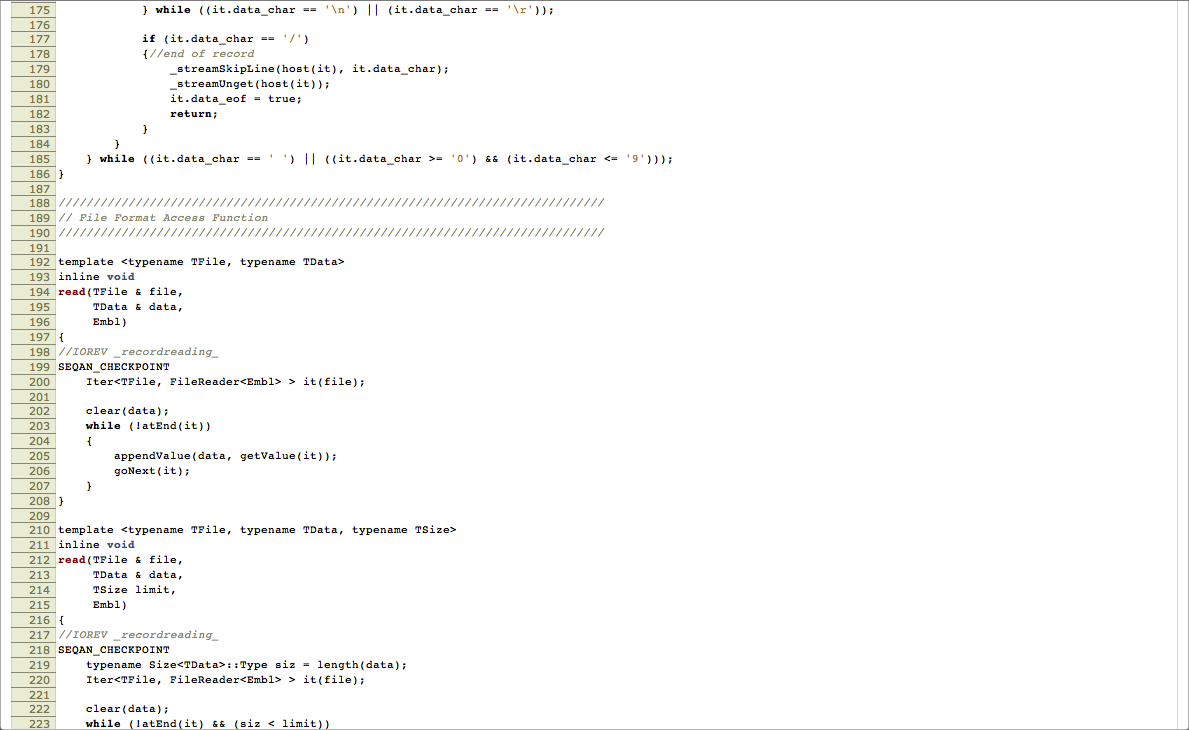 175             } while ((it.data_char == '\n') || (it.data_char == '\r'));
176
177             if (it.data_char == '/')
178             {//end of record
179                 _streamSkipLine(host(it), it.data_char);
180                 _streamUnget(host(it));
181                 it.data_eof = true;
182                 return;
183             }
184         }
185     } while ((it.data_char == ' ') || ((it.data_char >= '0') && (it.data_char <= '9')));
186 }
187
188 //////////////////////////////////////////////////////////////////////////////
189 // File Format Access Function
190 //////////////////////////////////////////////////////////////////////////////
191
192 template <typename TFile, typename TData>
193 inline void
194 read(TFile & file,
195      TData & data,
196      Embl)
197 {
198 //IOREV _recordreading_
199 SEQAN_CHECKPOINT
200     Iter<TFile, FileReader<Embl> > it(file);
201
202     clear(data);
203     while (!atEnd(it))
204     {
205         appendValue(data, getValue(it));
206         goNext(it);
207     }
208 }
209
210 template <typename TFile, typename TData, typename TSize>
211 inline void
212 read(TFile & file,
213      TData & data,
214      TSize limit,
215      Embl)
216 {
217 //IOREV _recordreading_
218 SEQAN_CHECKPOINT
219     typename Size<TData>::Type siz = length(data);
220     Iter<TFile, FileReader<Embl> > it(file);
221
222     clear(data);
223     while (!atEnd(it) && (siz < limit))